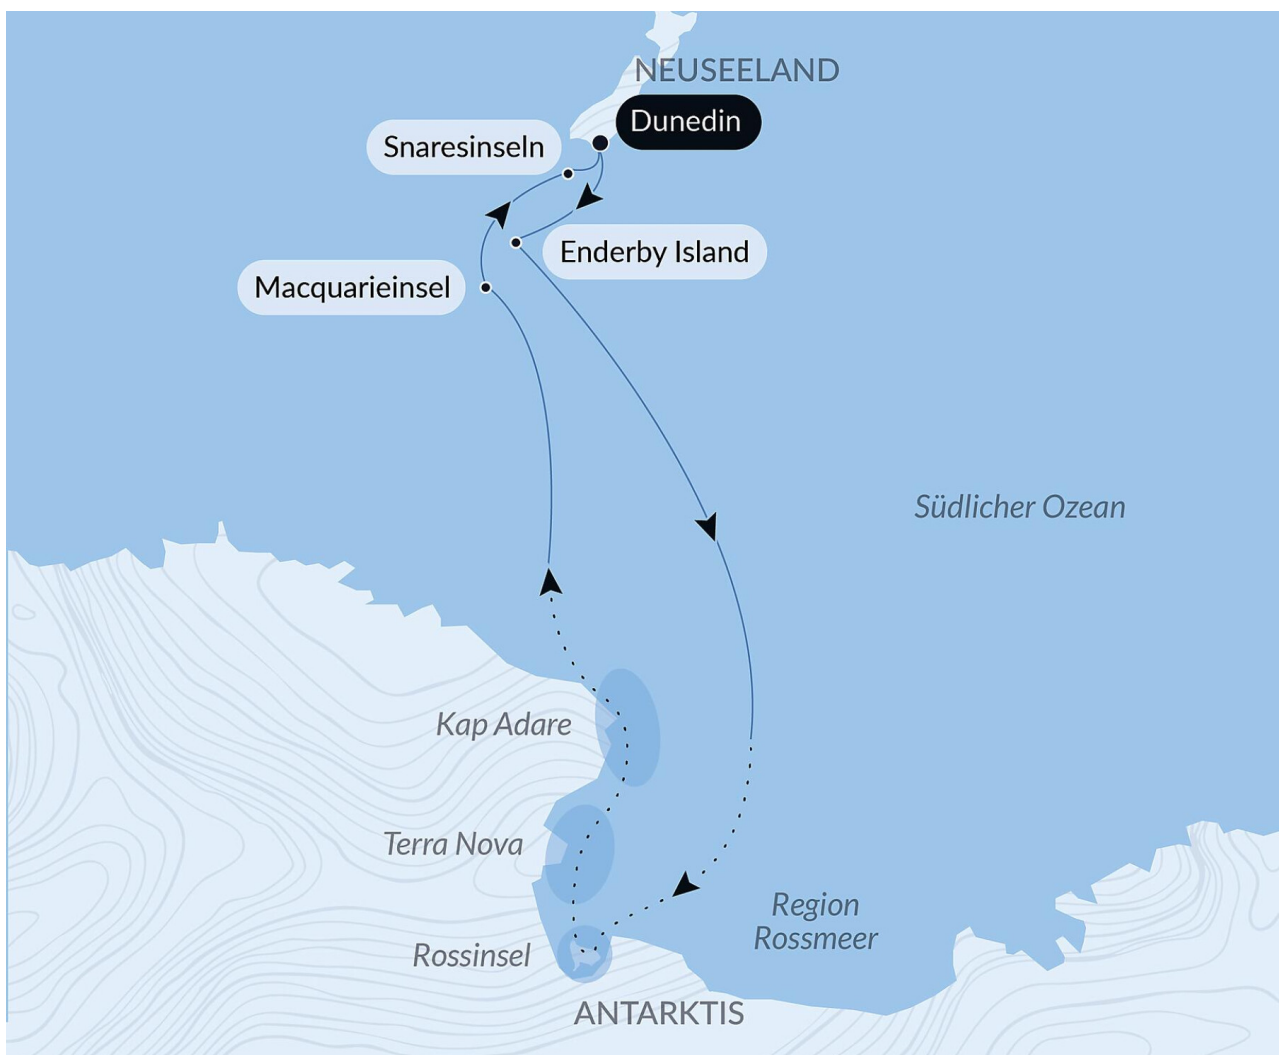 NEUSEELAND
Dunedin
Snaresinseln
Enderby Island
Macquarieinsel
Südlicher Ozean
Kap Adare
Terra Nova
Region
Rossmeer
Rossinsel
ANTARKTIS